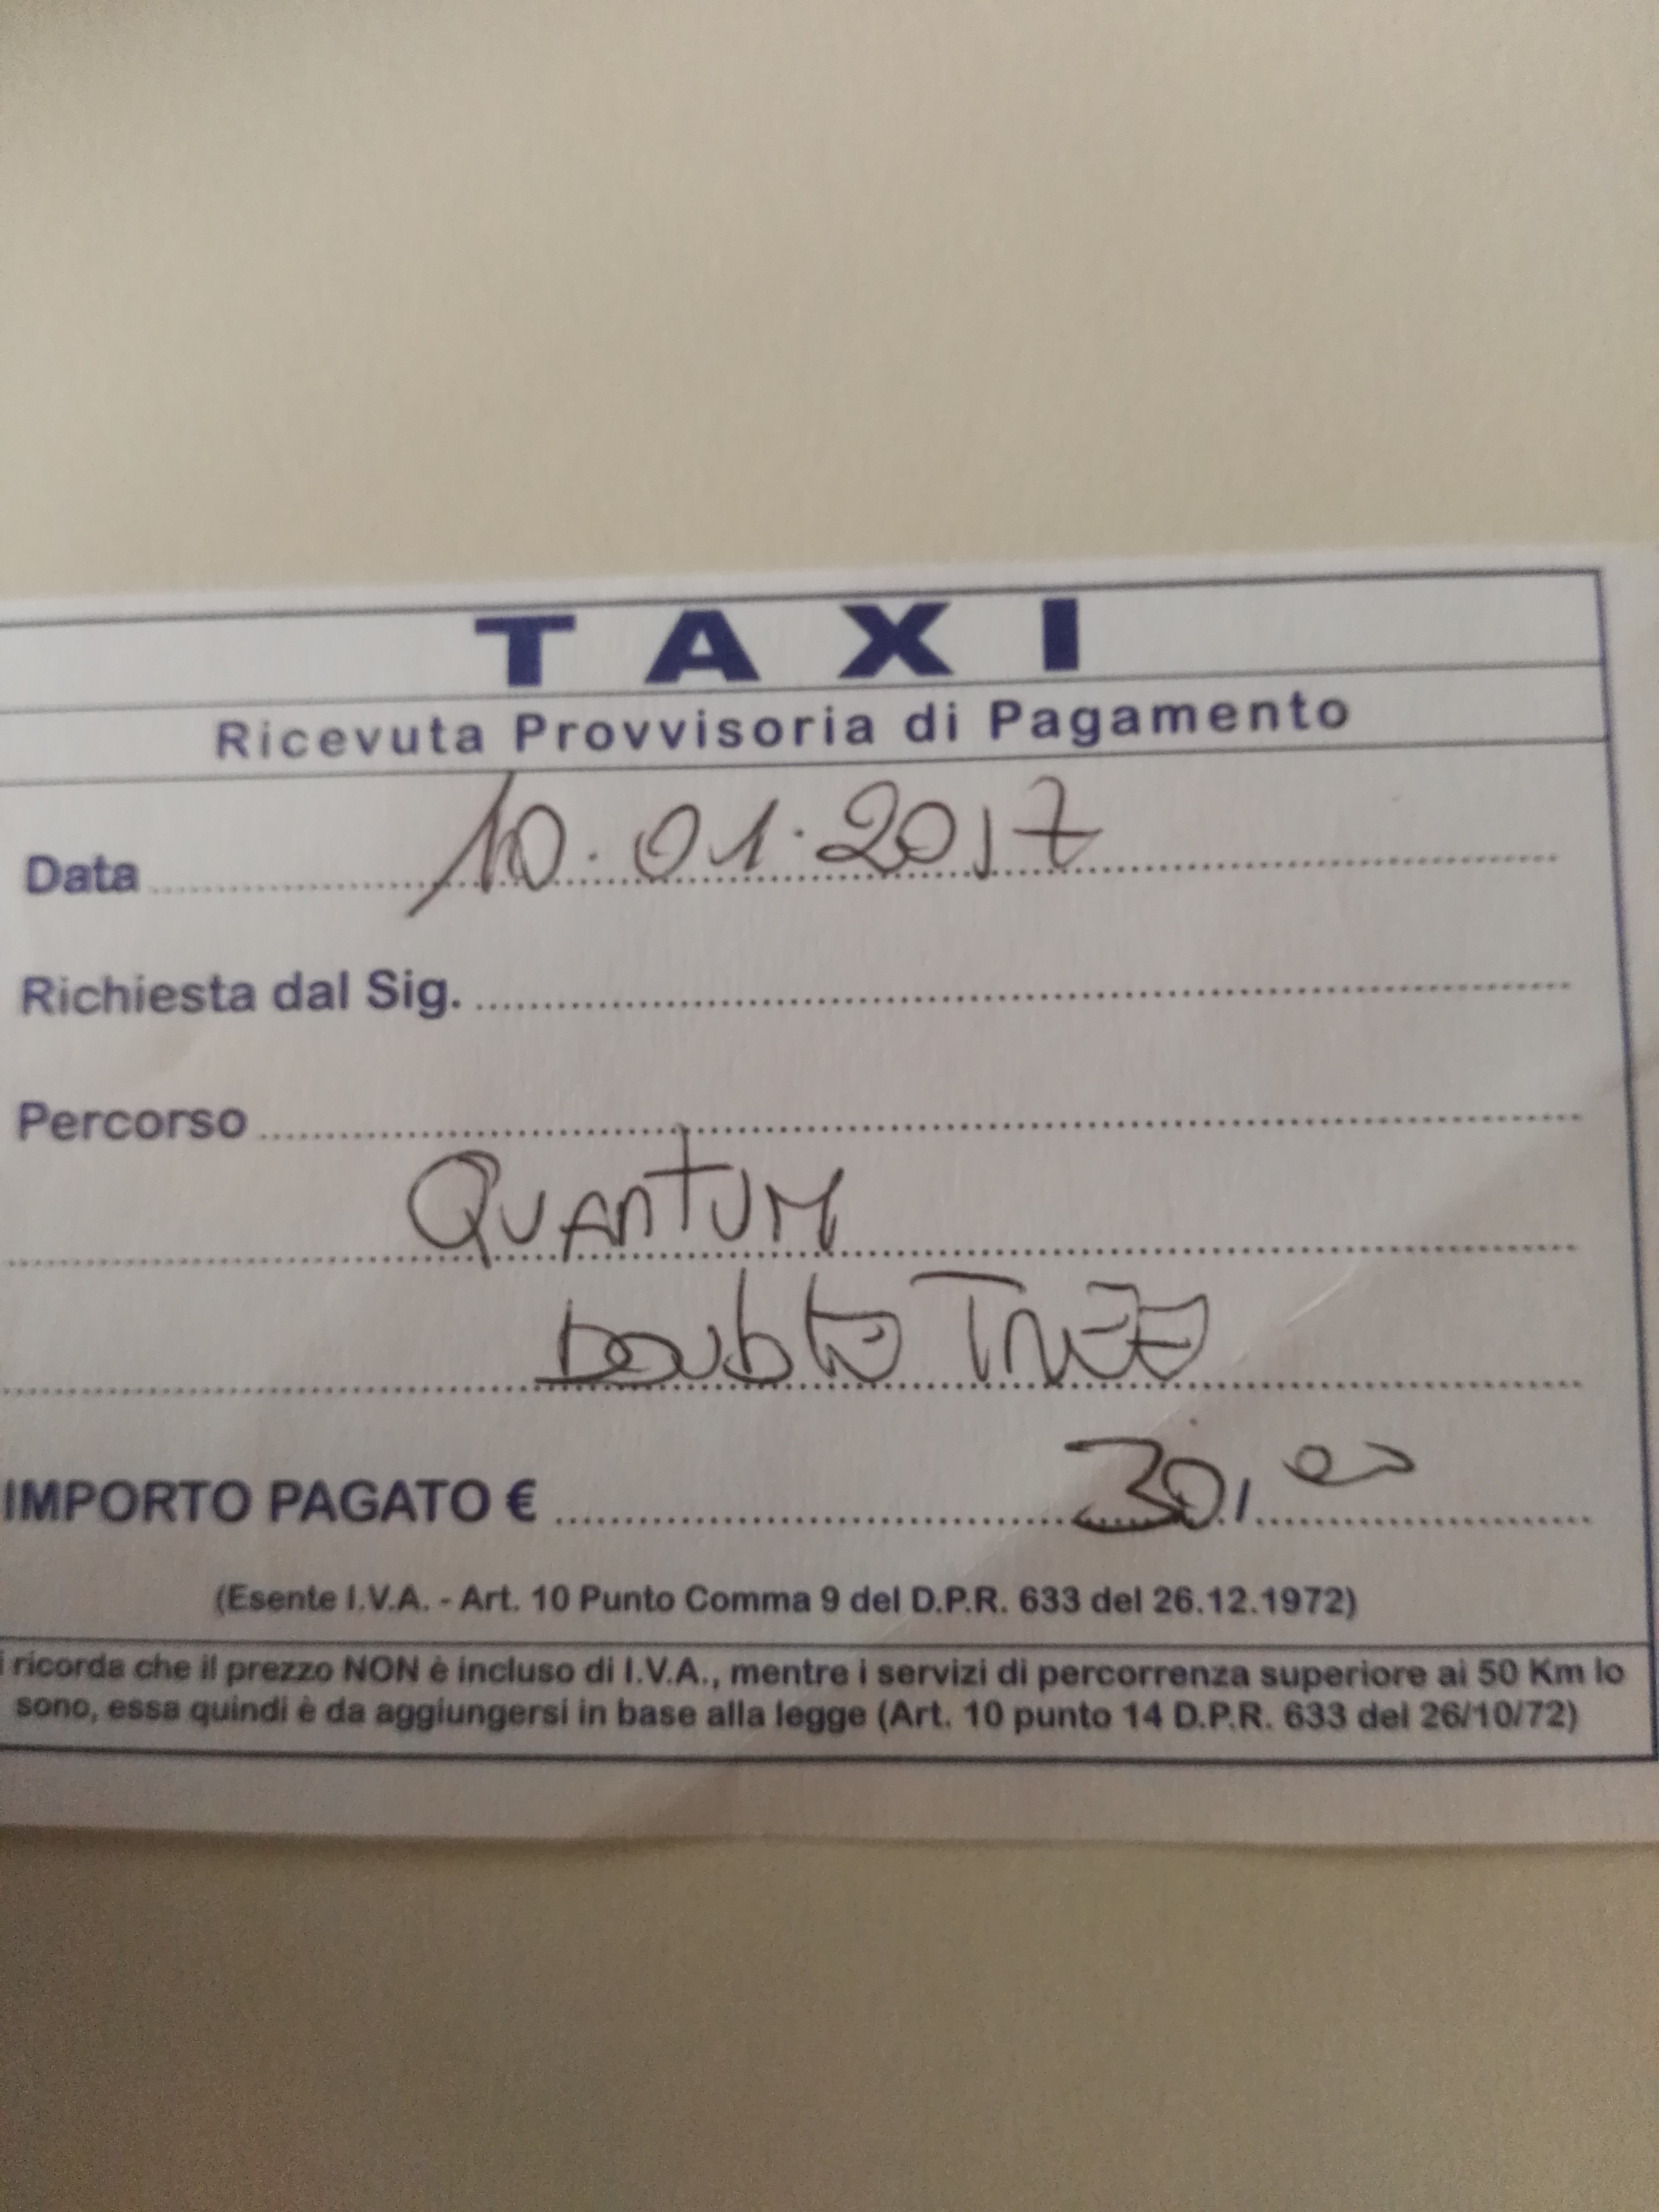 TAXI
Ricevuta Provvisoria di Pagamento
Data 10.01.2017
Richiesta dal Sig.
Percorso
QUANTUM
Double TREE
IMPORTO PAGATO € 30,00
(Esente I.V.A. - Art. 10 Punto Comma 9 del D.P.R. 633 del 26.12.1972)
i ricorda che il prezzo NON è incluso di I.V.A., mentre i servizi di percorrenza superiore ai 50 Km lo
sono, essa quindi è da aggiungersi in base alla legge (Art. 10 punto 14 D.P.R. 633 del 26/10/72)